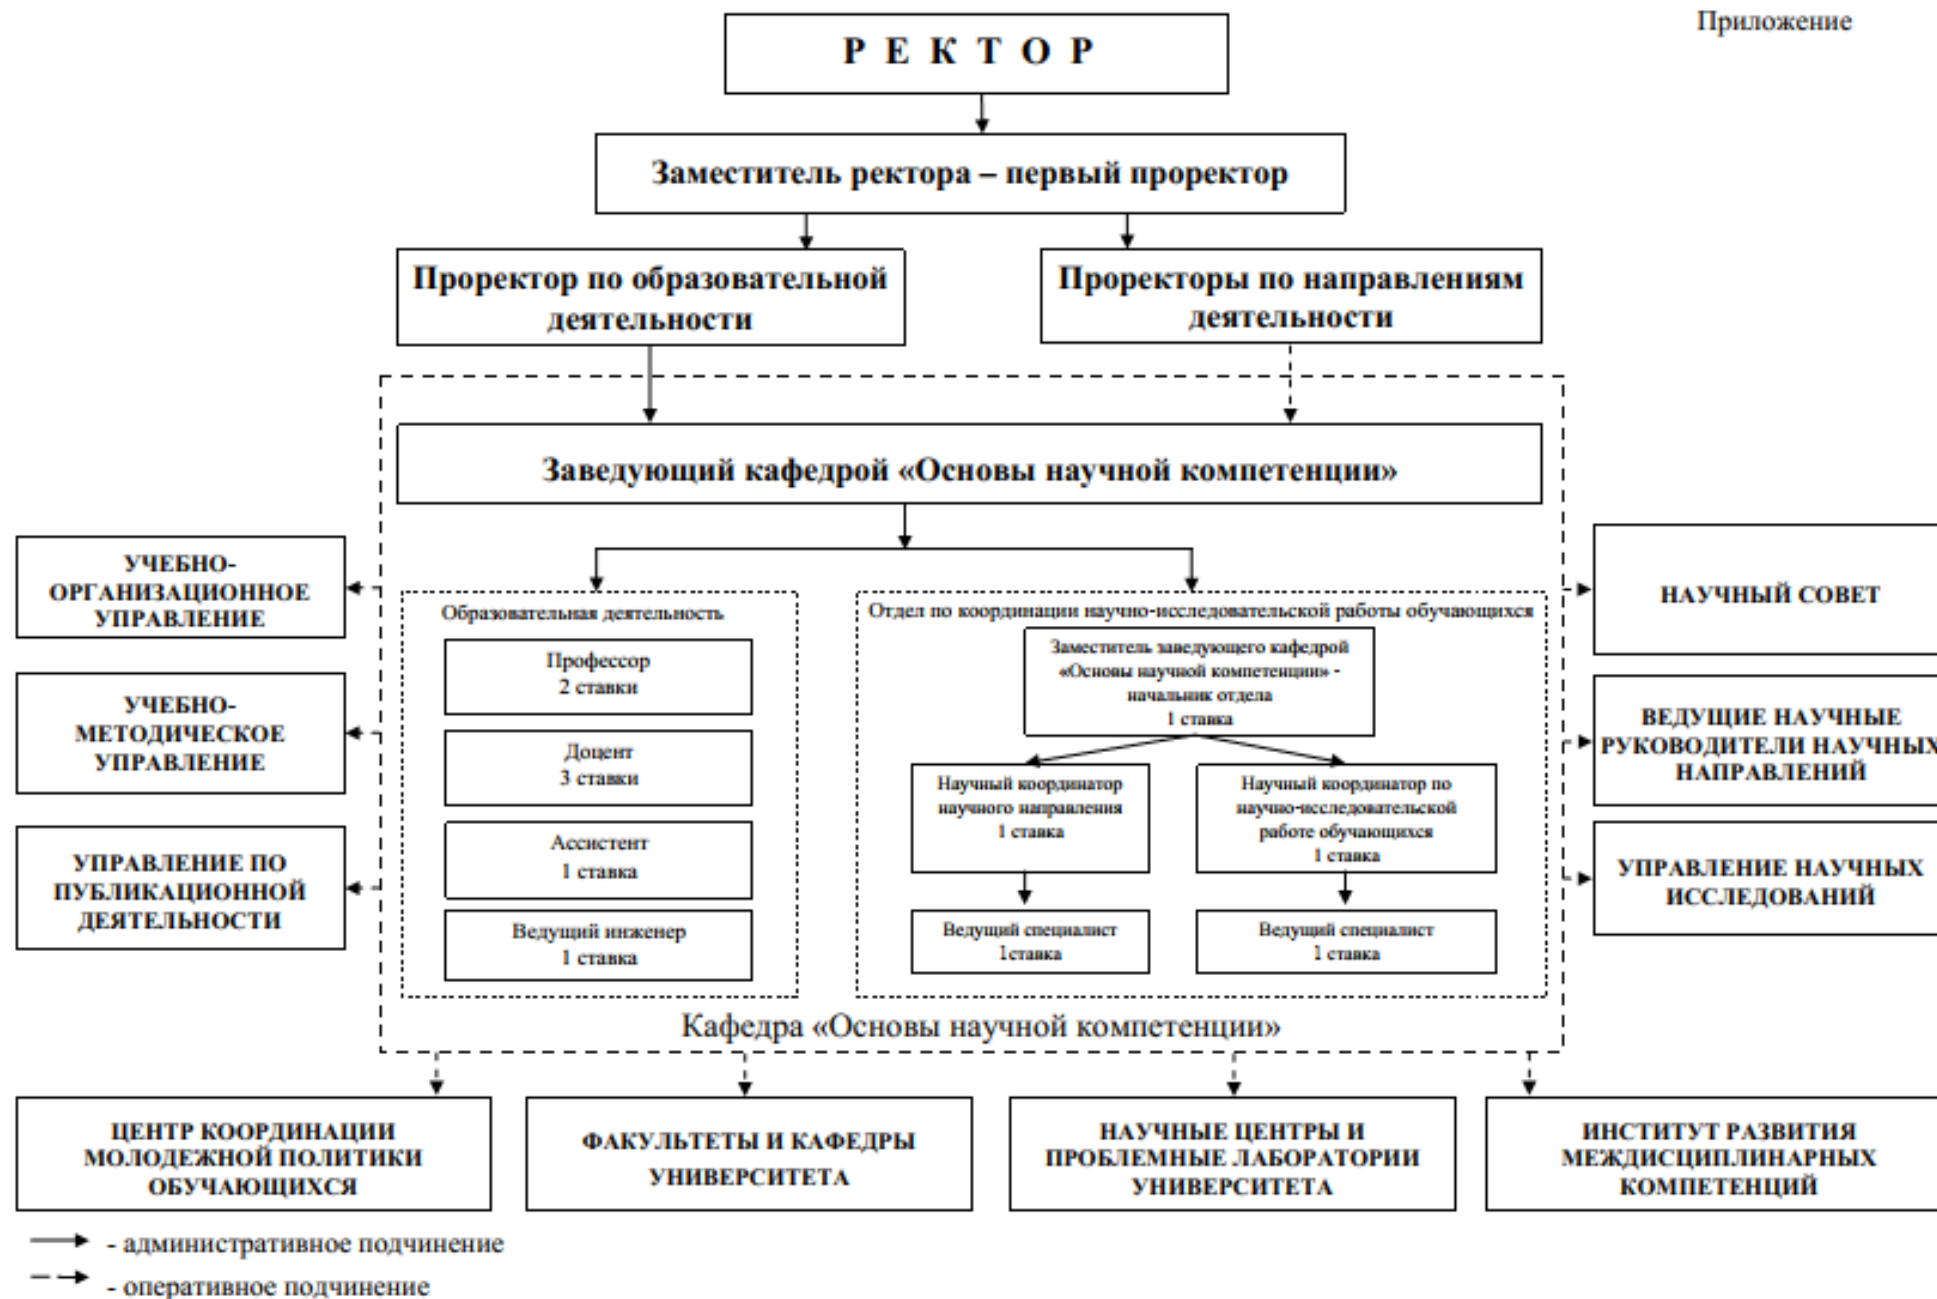 Приложение
Р Е К Т О Р
Заместитель ректора – первый проректор
Проректор по образовательной
деятельности
Проректоры по направлениям
деятельности
Заведующий кафедрой «Основы научной компетенции»
УЧЕБНО-
ОРГАНИЗАЦИОННОЕ
УПРАВЛЕНИЕ
УЧЕБНО-
МЕТОДИЧЕСКОЕ
УПРАВЛЕНИЕ
УПРАВЛЕНИЕ ПО
ПУБЛИКАЦИОННОЙ
ДЕЯТЕЛЬНОСТИ
Образовательная деятельность
Профессор
2 ставки
Доцент
3 ставки
Ассистент
1 ставка
Ведущий инженер
1 ставка
Отдел по координации научно-исследовательской работы обучающихся
Заместитель заведующего кафедрой
«Основы научной компетенции» -
начальник отдела
1 ставка
Научный координатор
научного направления
1 ставка
Научный координатор по
научно-исследовательской
работе обучающихся
1 ставка
Ведущий специалист
1ставка
Ведущий специалист
1 ставка
НАУЧНЫЙ СОВЕТ
ВЕДУЩИЕ НАУЧНЫЕ
РУКОВОДИТЕЛИ НАУЧНЫХ
НАПРАВЛЕНИЙ
УПРАВЛЕНИЕ НАУЧНЫХ
ИССЛЕДОВАНИЙ
Кафедра «Основы научной компетенции»
ЦЕНТР КООРДИНАЦИИ
МОЛОДЕЖНОЙ ПОЛИТИКИ
ОБУЧАЮЩИХСЯ
ФАКУЛЬТЕТЫ И КАФЕДРЫ
УНИВЕРСИТЕТА
НАУЧНЫЕ ЦЕНТРЫ И
ПРОБЛЕМНЫЕ ЛАБОРАТОРИИ
УНИВЕРСИТЕТА
ИНСТИТУТ РАЗВИТИЯ
МЕЖДИСЦИПЛИНАРНЫХ
КОМПЕТЕНЦИЙ
- административное подчинение
- оперативное подчинение